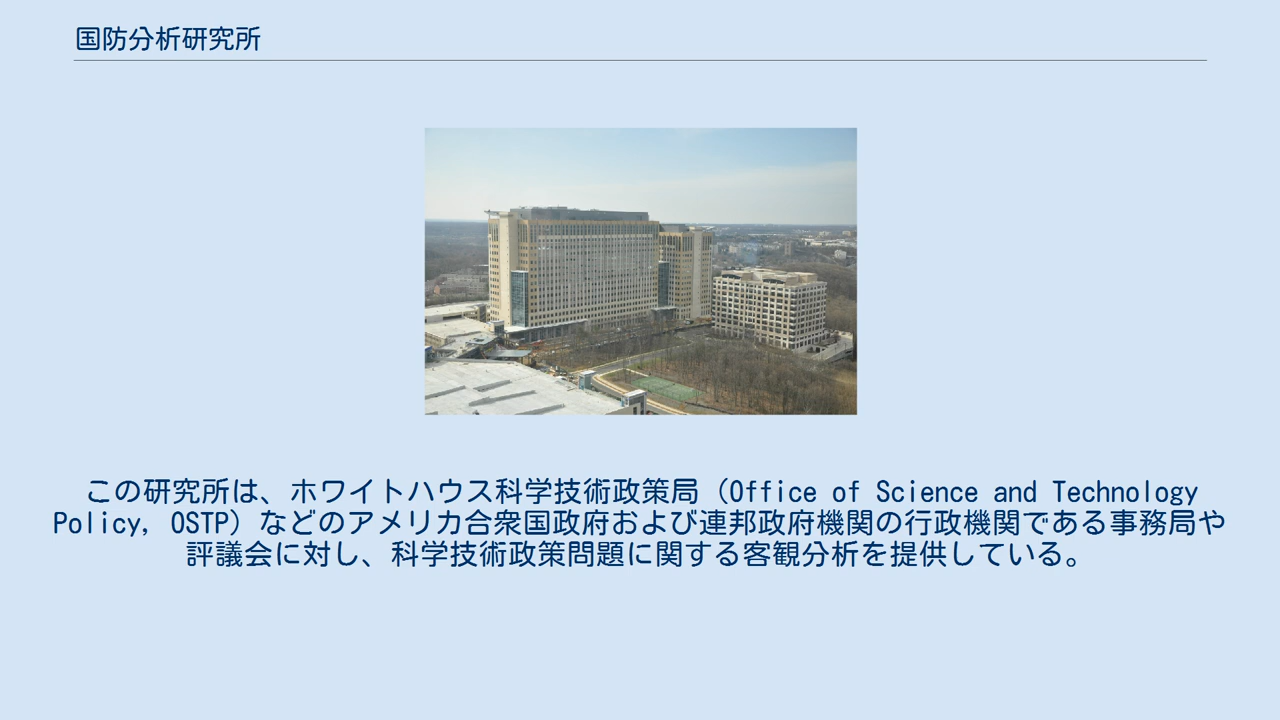 国防分析研究所
この研究所は、ホワイトハウス科学技術政策局（Office of Science and Technology
Policy, OSTP）などのアメリカ合衆国政府および連邦政府機関の行政機関である事務局や
評議会に対し、科学技術政策問題に関する客観分析を提供している。